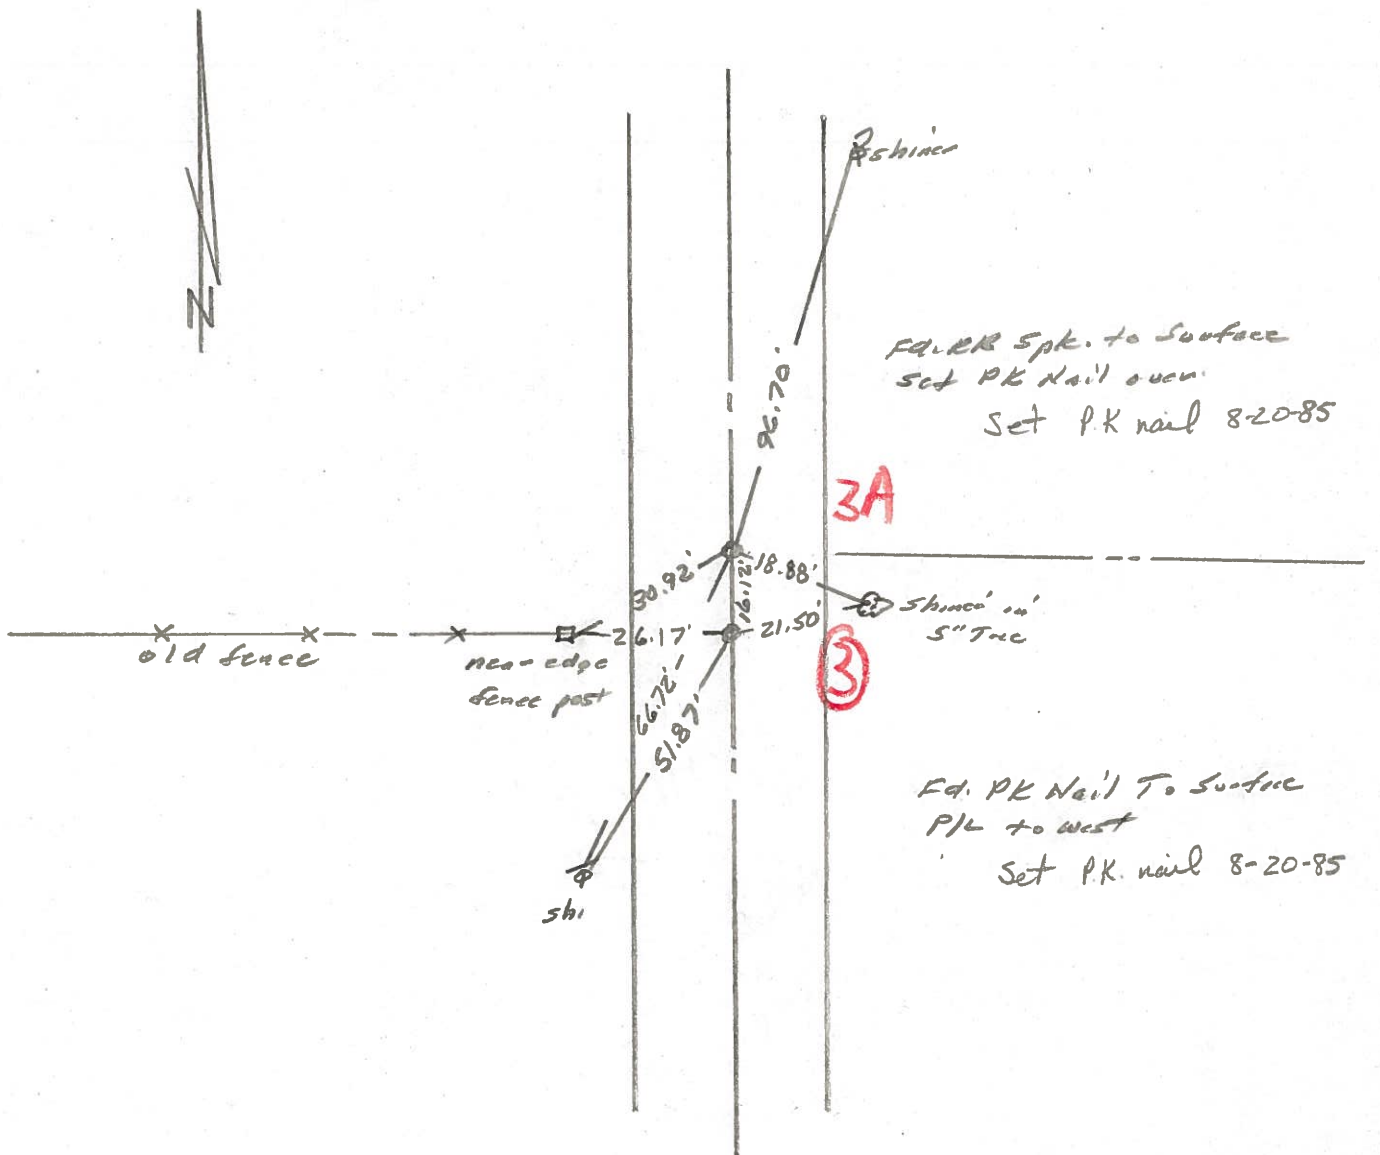 N
shiner
96.70'
Fd. RR Spk. to Surface
Set PK Nail over
Set P.K nail 8-20-85
3A
30.92'
18.88'
16.12'
shiner in
5" Tree
26.17'
21.50'
old fence
near edge
fence post
3
66.72'
51.87'
Fd. PK Nail To Surface
P/L to west
Set P.K. nail 8-20-85
shi